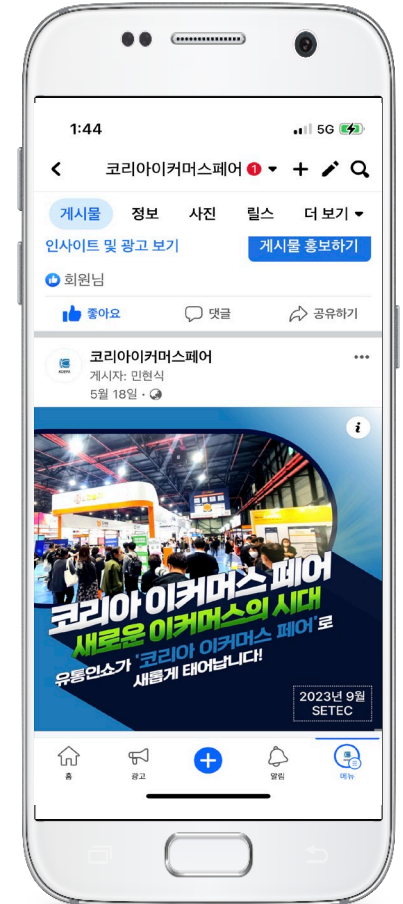 1:44
5G
코리아이커머스페어 1
게시물 정보 사진 릴스 더 보기
인사이트 및 광고 보기 게시물 홍보하기
회원님
좋아요 댓글 공유하기
코리아이커머스페어
게시자: 민현식
5월 18일 ·
코리아 이커머스 페어
새로운 이커머스의 시대
유통인쇼가 '코리아 이커머스 페어'로
새롭게 태어납니다!
2023년 9월
SETEC
홈 광고 알림 메뉴